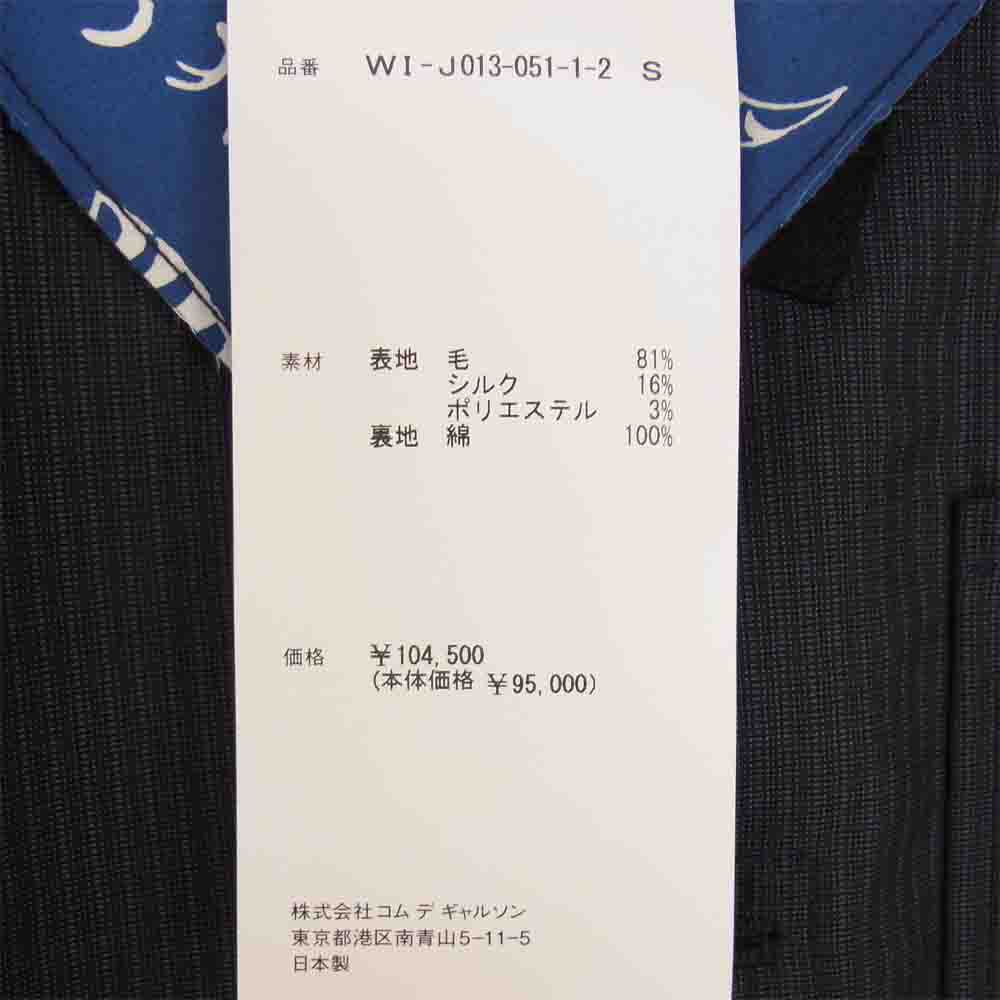 品番 WI-J013-051-1-2 S
素材 表地 毛 81%
シルク 16%
ポリエステル 3%
裏地 綿 100%
価格 ¥104,500
(本体価格 ¥95,000)
株式会社コム デ ギャルソン
東京都港区南青山5-11-5
日本製